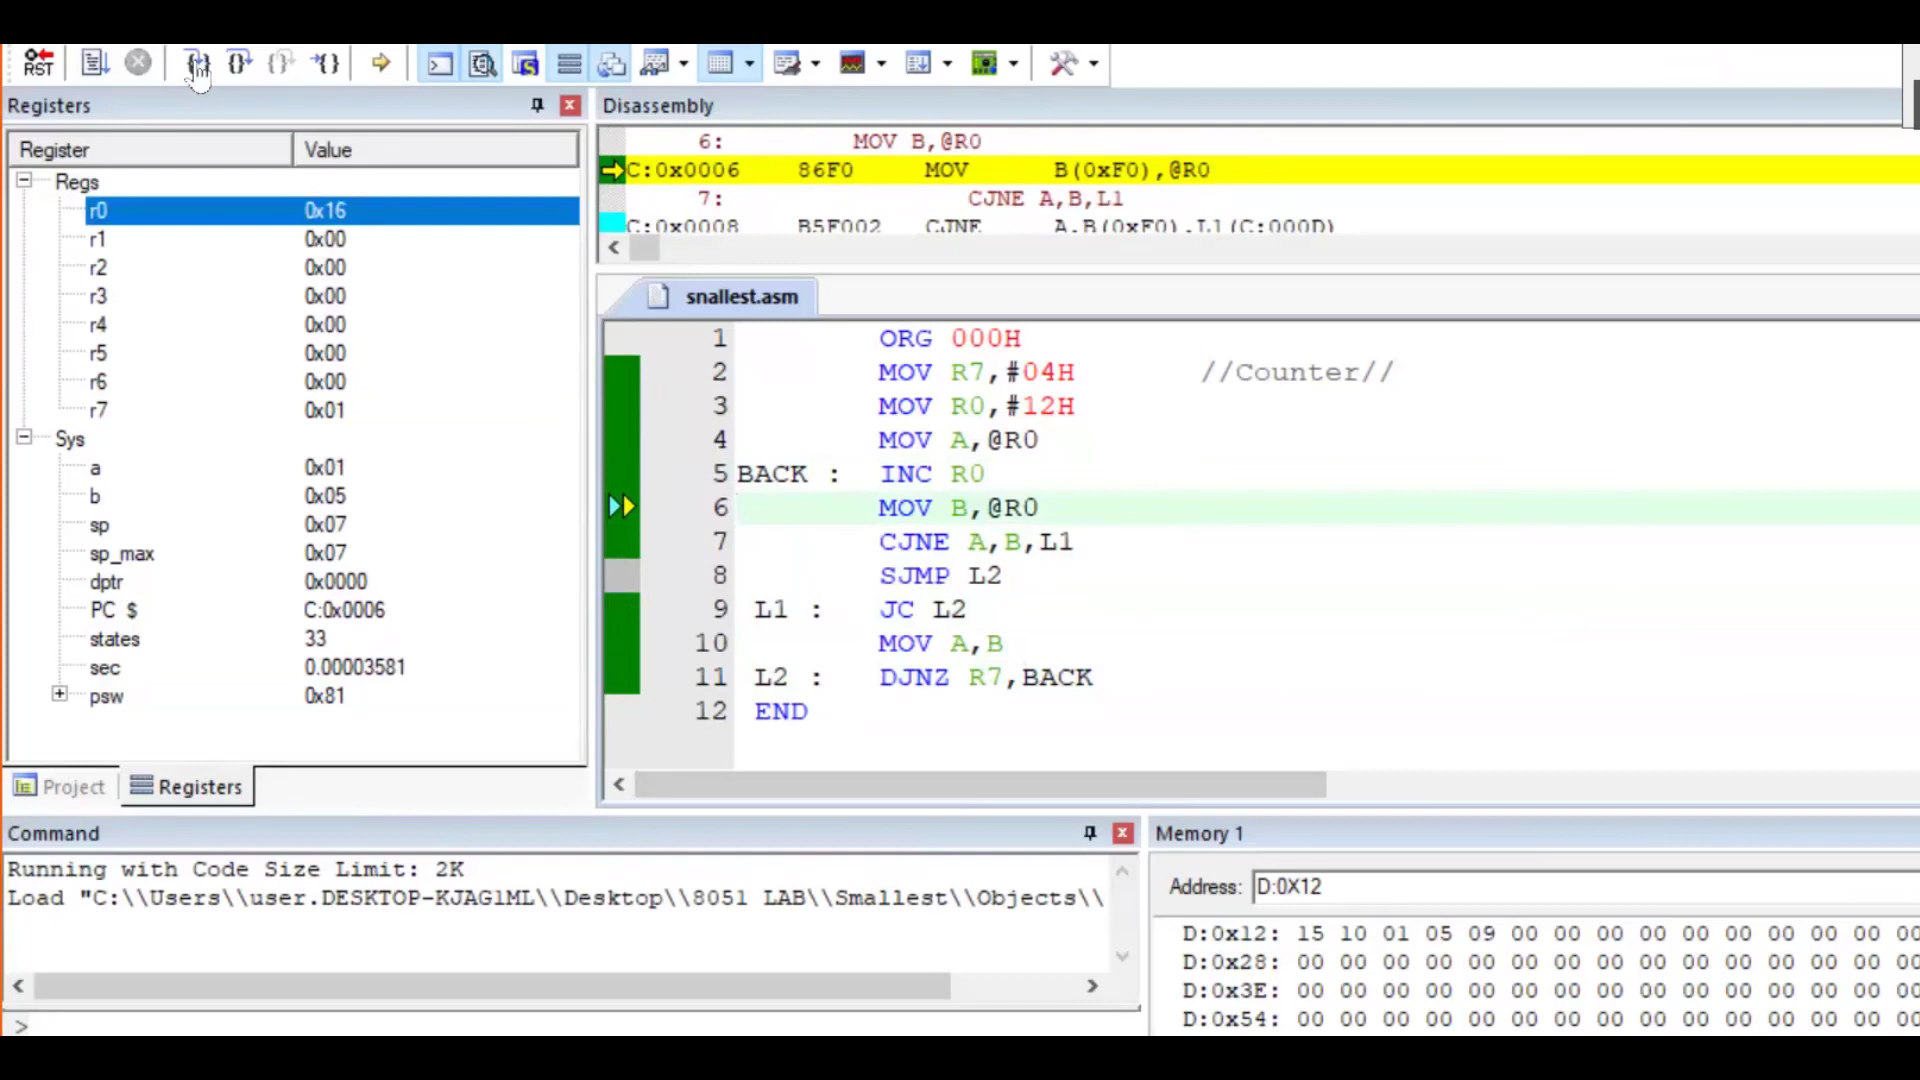 RST
Registers
Register Value
Regs
r0 0x16
r1 0x00
r2 0x00
r3 0x00
r4 0x00
r5 0x00
r6 0x00
r7 0x01
Sys
a 0x01
b 0x05
sp 0x07
sp_max 0x07
dptr 0x0000
PC $ C:0x0006
states 33
sec 0.00003581
psw 0x81
Project Registers
Disassembly
6: MOV B,@R0
C:0x0006 86F0 MOV B(0xF0),@R0
7: CJNE A,B,L1
C:0x0008 B5F002 CJNE A,B(0xF0),L1(C:000D)
snallest.asm
1 ORG 000H
2 MOV R7,#04H //Counter//
3 MOV R0,#12H
4 MOV A,@R0
5 BACK : INC R0
6 MOV B,@R0
7 CJNE A,B,L1
8 SJMP L2
9 L1 : JC L2
10 MOV A,B
11 L2 : DJNZ R7,BACK
12 END
Command
Running with Code Size Limit: 2K
Load "C:\\Users\\user.DESKTOP-KJAG1ML\\Desktop\\8051 LAB\\Smallest\\Objects\\
>
Memory 1
Address: D:0X12
D:0x12: 15 10 01 05 09 00 00 00 00 00 00 00 00 00 00
D:0x28: 00 00 00 00 00 00 00 00 00 00 00 00 00 00 00
D:0x3E: 00 00 00 00 00 00 00 00 00 00 00 00 00 00 00
D:0x54: 00 00 00 00 00 00 00 00 00 00 00 00 00 00 00